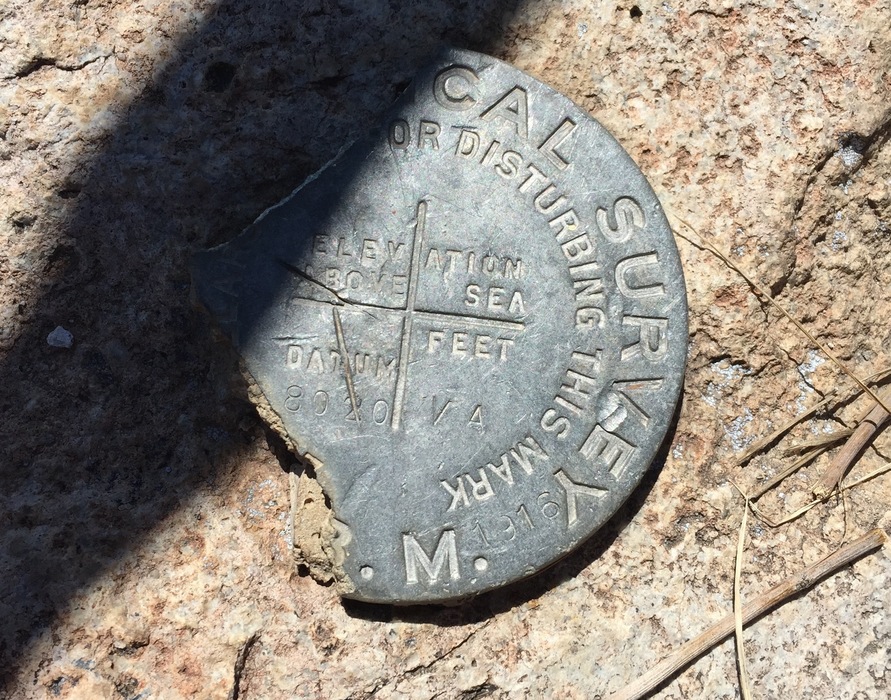 CAL SURVEY
OR DISTURBING THIS MARK
ELEVATION
ABOVE SEA
DATUM FEET
8020
1916
. M .